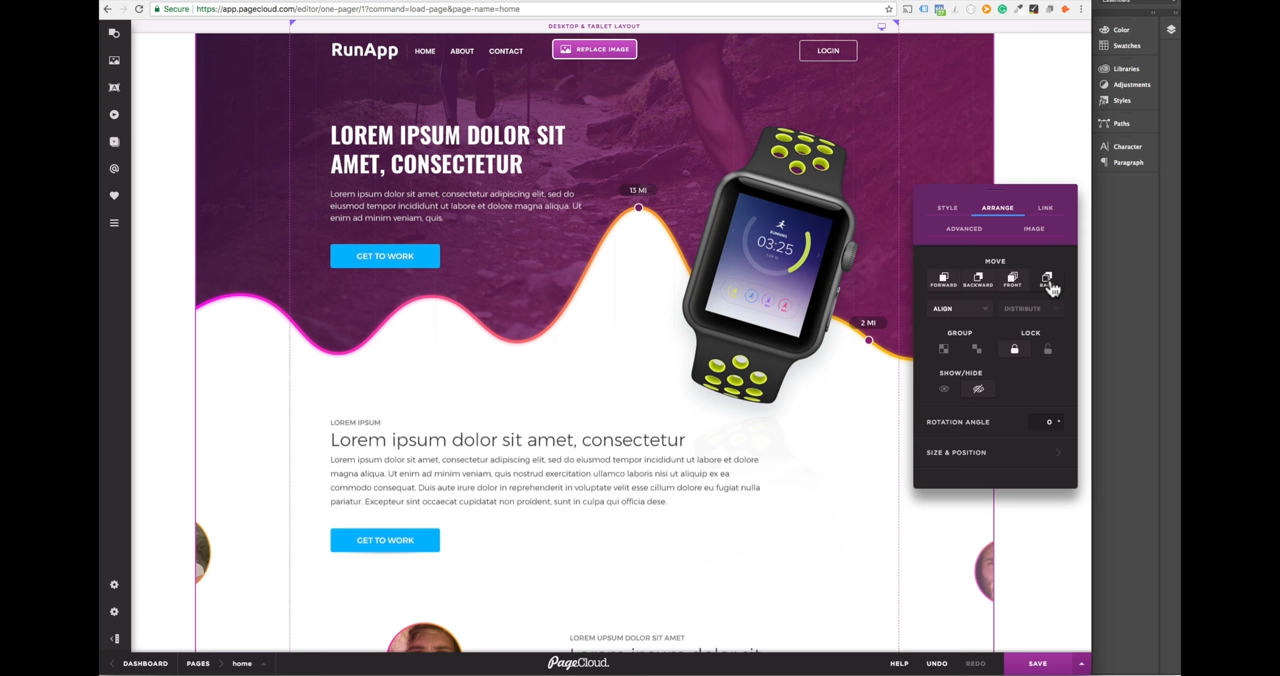 Secure | https://app.pagecloud.com/editor/one-pager/1?command=load-page&page-name=home
DESKTOP & TABLET LAYOUT
RunApp HOME ABOUT CONTACT REPLACE IMAGE LOGIN
LOREM IPSUM DOLOR SIT
AMET, CONSECTETUR
Lorem ipsum dolor sit amet, consectetur adipiscing elit, sed do
eiusmod tempor incididunt ut labore et dolore magna aliqua. Ut
enim ad minim veniam, quis.
GET TO WORK
13 MI
RUNNING
03:25
2 MI
LOREM IPSUM
Lorem ipsum dolor sit amet, consectetur
Lorem ipsum dolor sit amet, consectetur adipiscing elit, sed do eiusmod tempor incididunt ut labore et dolore
magna aliqua. Ut enim ad minim veniam, quis nostrud exercitation ullamco laboris nisi ut aliquip ex ea
commodo consequat. Duis aute irure dolor in reprehenderit in voluptate velit esse cillum dolore eu fugiat nulla
pariatur. Excepteur sint occaecat cupidatat non proident, sunt in culpa qui officia dese.
GET TO WORK
LOREM UPSUM DOLOR SIT AMET
STYLE ARRANGE LINK
ADVANCED IMAGE
MOVE
FORWARD BACKWARD FRONT
ALIGN DISTRIBUTE
GROUP LOCK
SHOW/HIDE
ROTATION ANGLE 0 °
SIZE & POSITION
Color
Swatches
Libraries
Adjustments
Styles
Paths
Character
Paragraph
DASHBOARD PAGES home PageCloud. HELP UNDO REDO SAVE